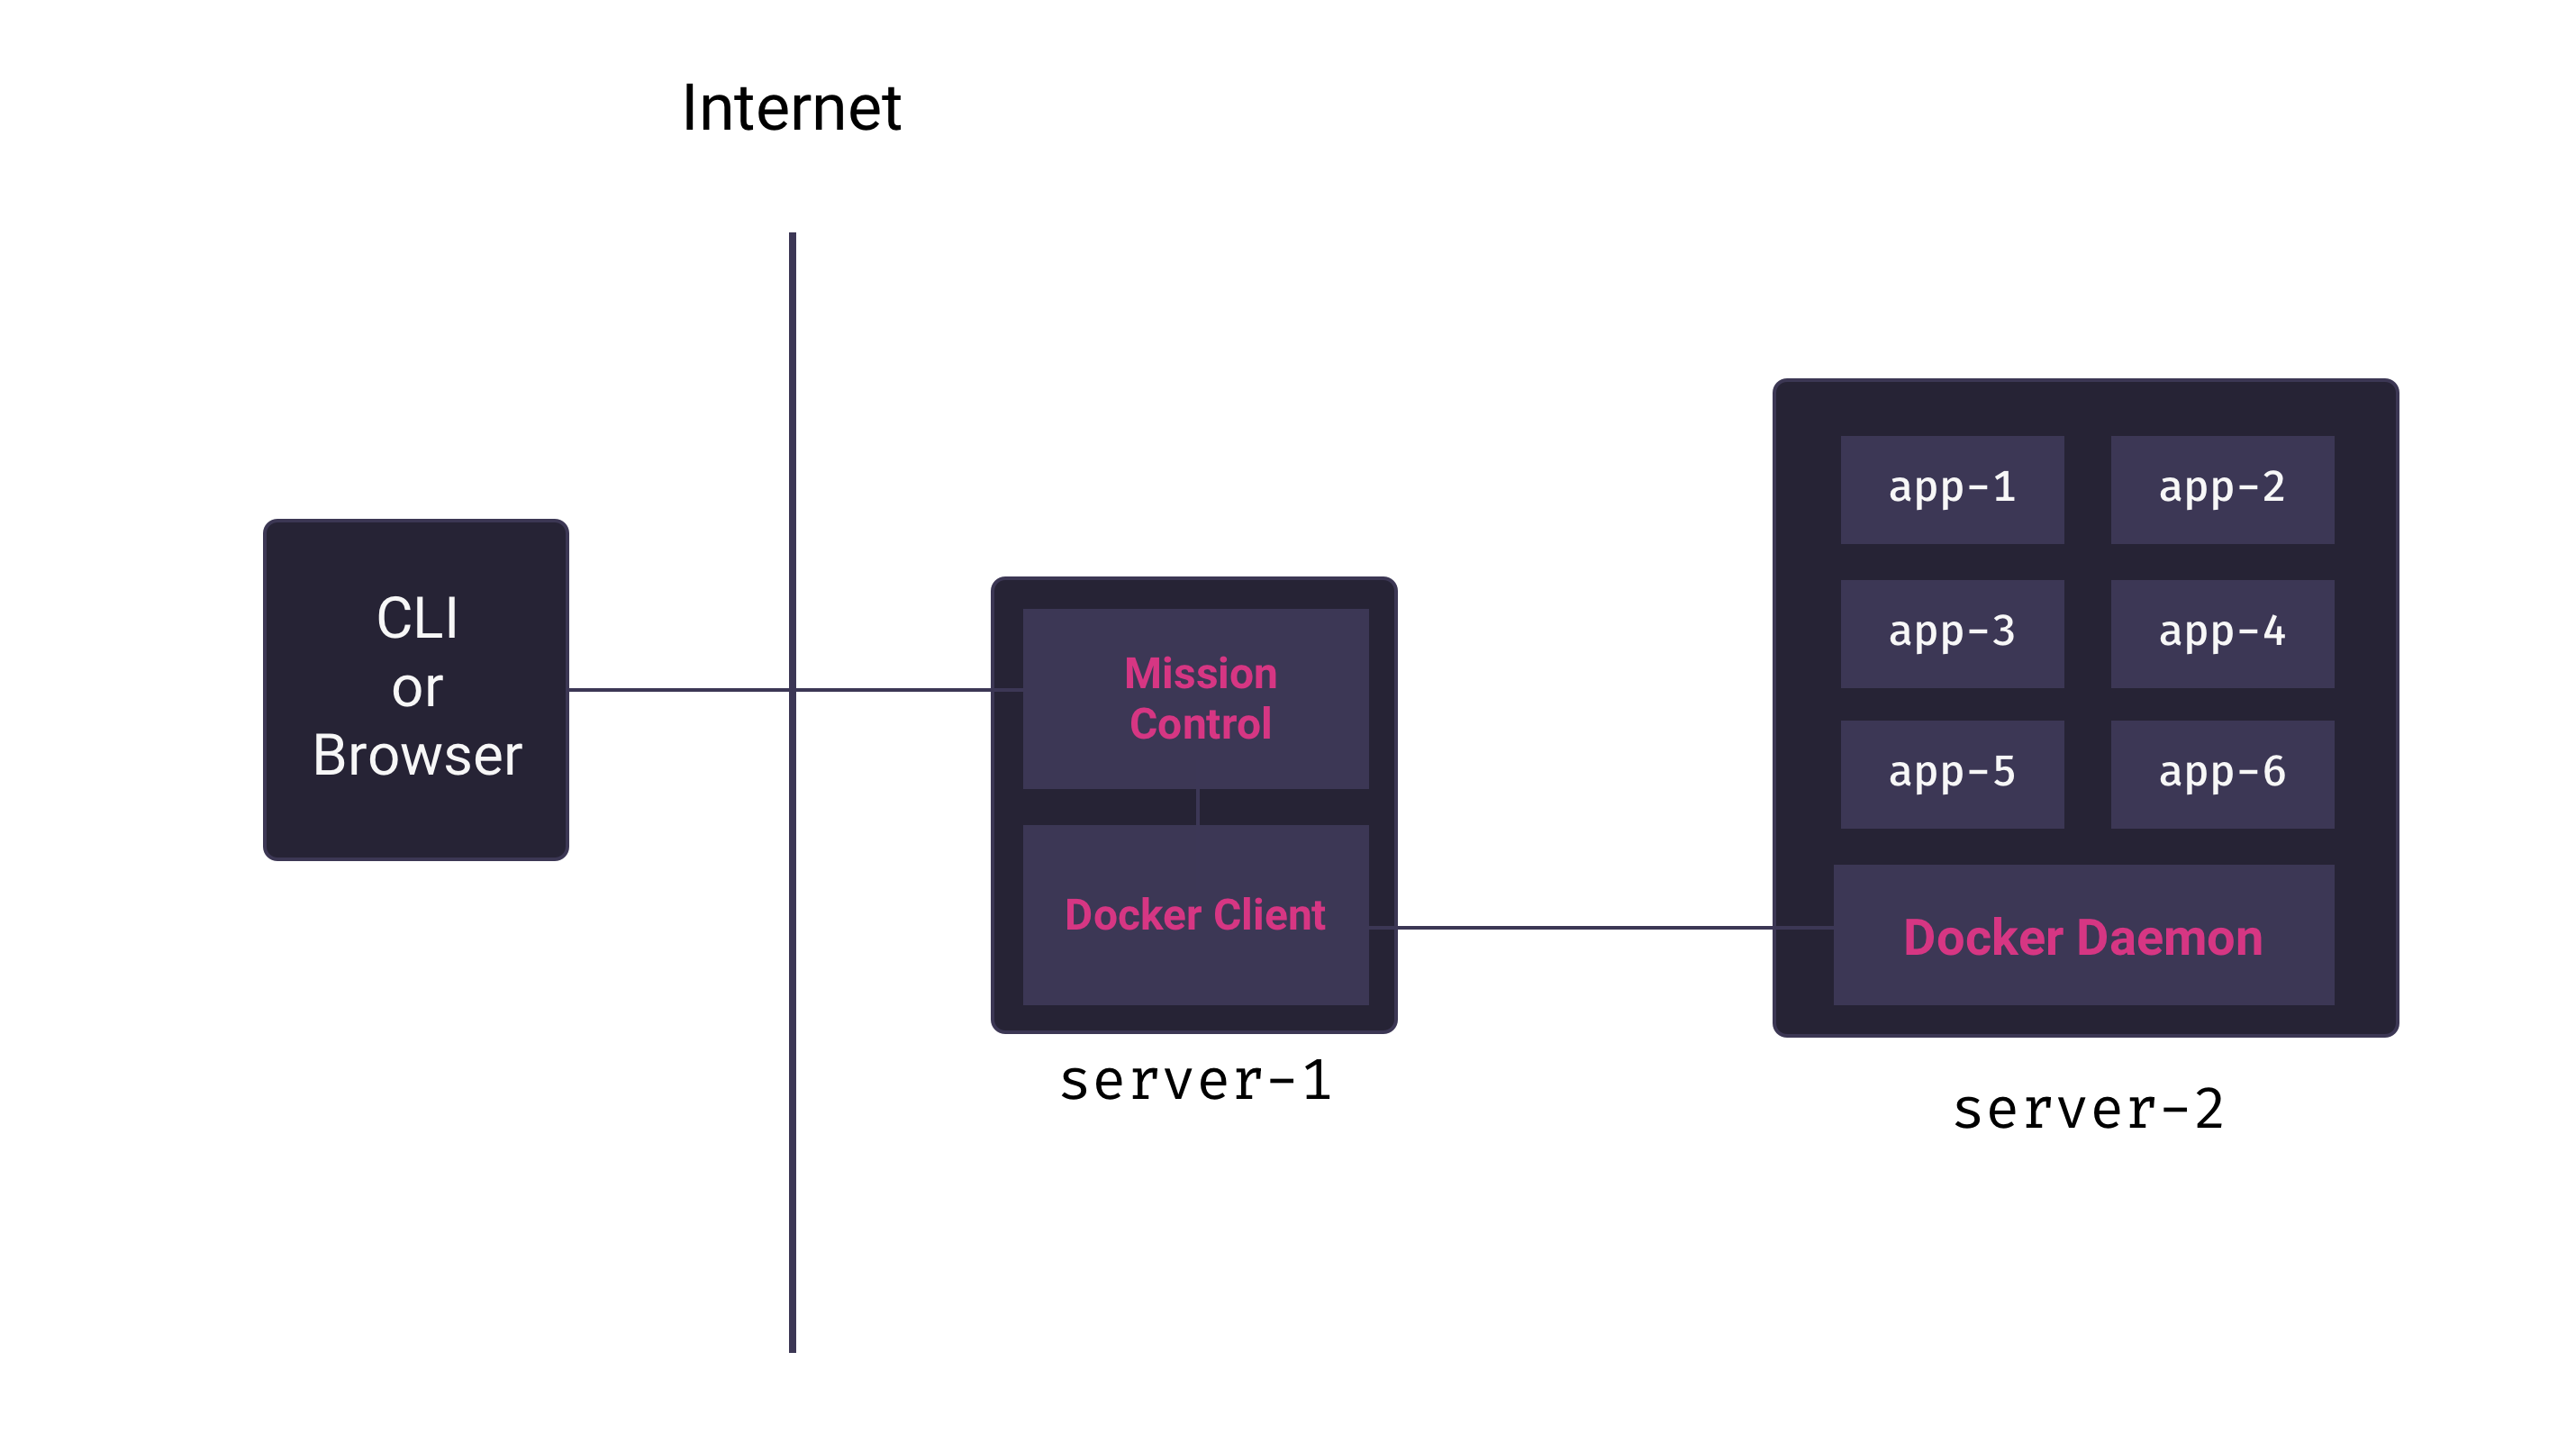 Internet
CLI
or
Browser
Mission
Control
Docker Client
server-1
app-1
app-2
app-3
app-4
app-5
app-6
Docker Daemon
server-2